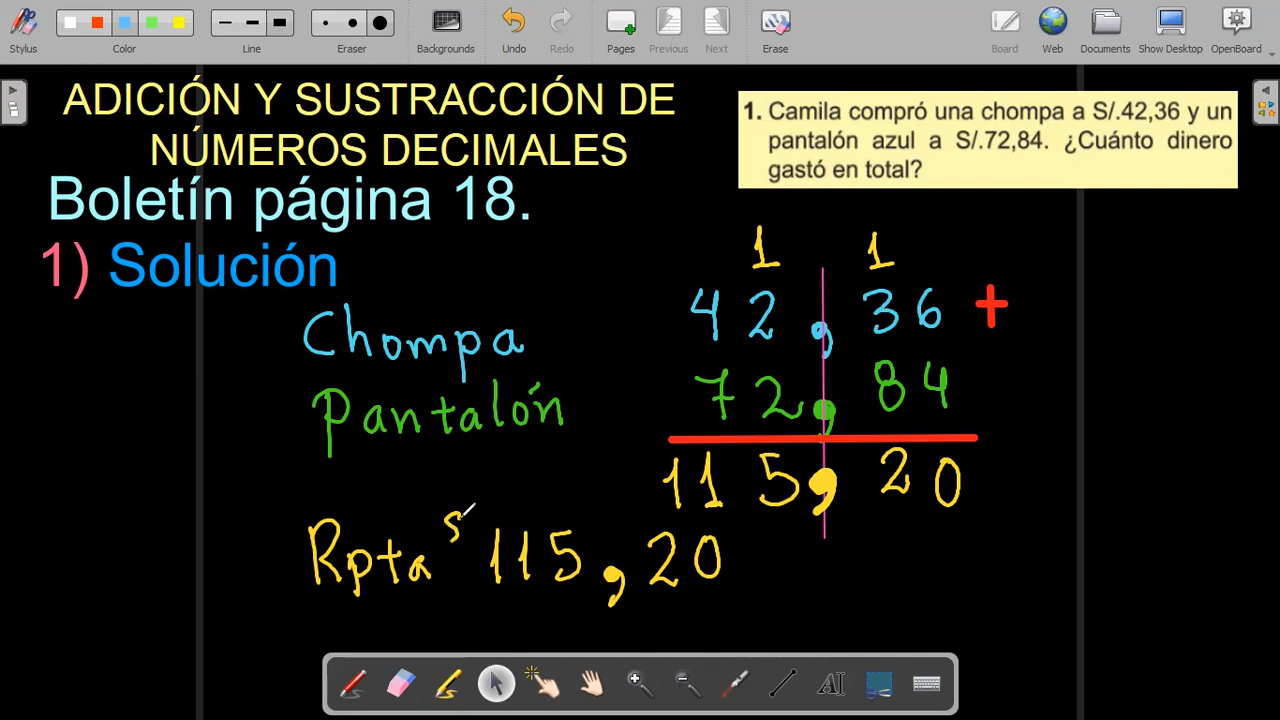 Stylus Color Line Eraser Backgrounds Undo Redo Pages Previous Next Erase Board Web Documents Show Desktop OpenBoard
ADICIÓN Y SUSTRACCIÓN DE
NÚMEROS DECIMALES
Boletín página 18.
1) Solución
1. Camila compró una chompa a S/.42,36 y un
pantalón azul a S/.72,84. ¿Cuánto dinero
gastó en total?
1 1
Chompa 42,36 +
Pantalón 72,84
115,20
Rpta s/ 115,20